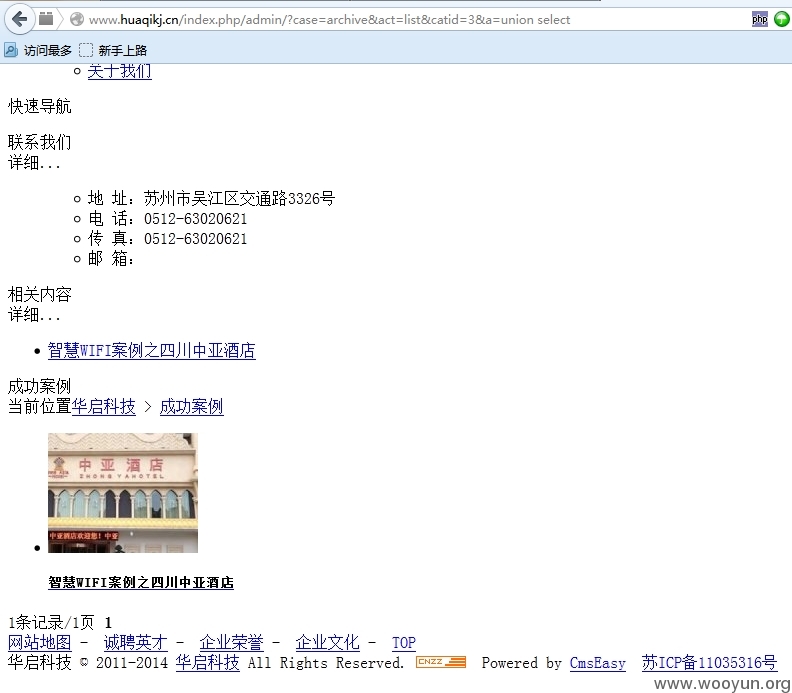 www.huaqikj.cn/index.php/admin/?case=archive&act=list&catid=3&a=union select
php
访问最多 新手上路
关于我们
快速导航
联系我们
详细...
地 址：苏州市吴江区交通路3326号
电 话：0512-63020621
传 真：0512-63020621
邮 箱：
相关内容
详细...
智慧WIFI案例之四川中亚酒店
成功案例
当前位置华启科技 > 成功案例
中亚酒店
ZHONGYAHOTEL
中亚酒店欢迎您！中亚
智慧WIFI案例之四川中亚酒店
1条记录/1页 1
网站地图 - 诚聘英才 - 企业荣誉 - 企业文化 - TOP
华启科技 © 2011-2014 华启科技 All Rights Reserved. CNZZ Powered by CmsEasy 苏ICP备11035316号
www.wooyun.org